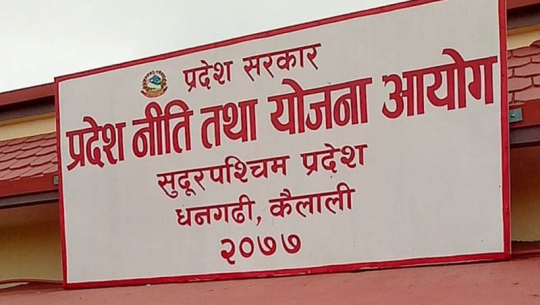 प्रदेश सरकार
प्रदेश नीति तथा योजना आयोग
सुदूरपश्चिम प्रदेश
धनगढी, कैलाली
२०७७